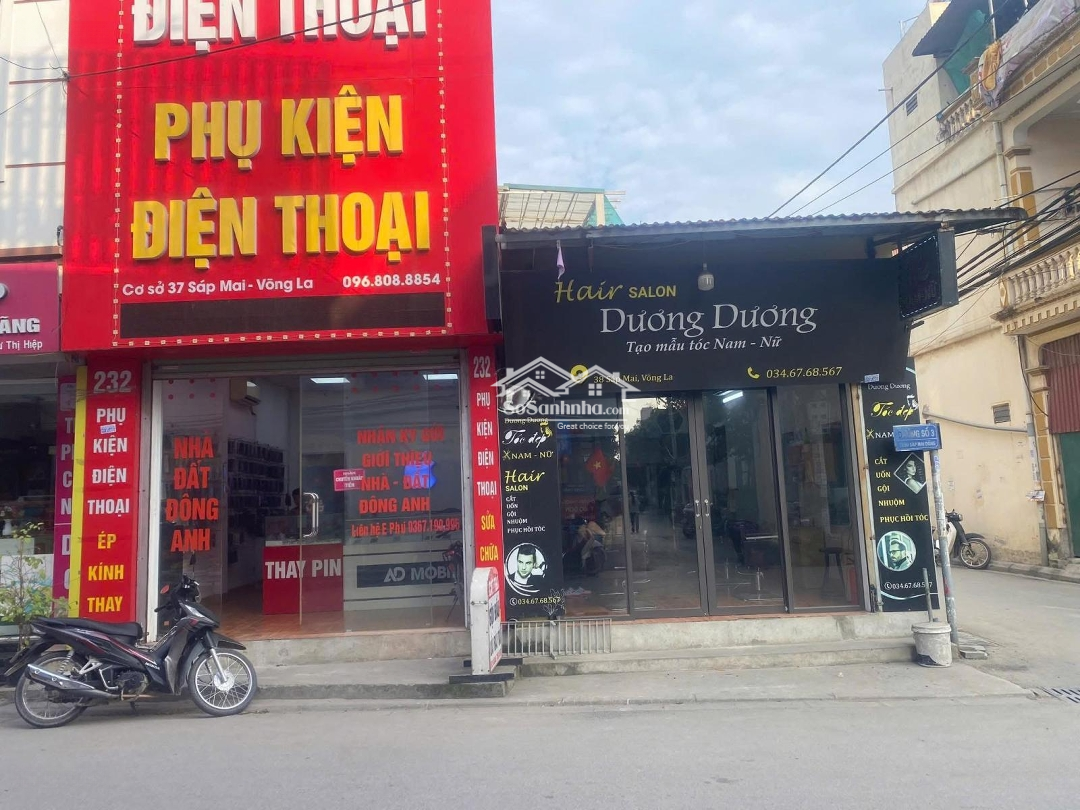 ĐIỆN THOẠI
PHỤ KIỆN
ĐIỆN THOẠI
Cơ sở 37 Sáp Mai - Võng La
096.808.8854
232
PHỤ
KIỆN
ĐIỆN
THOẠI
ÉP
KÍNH
THAY
NHÀ
ĐẤT
ĐÔNG
ANH
NHẬN KÝ GỬI
GIỚI THIỆU
NHÀ - ĐẤT
ĐÔNG ANH
THAY PIN
232
PHỤ
KIỆN
ĐIỆN
THOẠI
SỬA
CHỮA
Hair SALON
Dương Dương
Tạo mẫu tóc Nam - Nữ
38 Sáp Mai, Võng La
034.67.68.567
SoSanhnha.com
Great choice for you
Dương Dương
Tóc đẹp
NAM - NỮ
Hair
SALON
CẮT
UỐN
GỘI
NHUỘM
PHỤC HỒI TÓC
034.67.68.567
Dương Dương
Tóc đẹp
NAM
CẮT
UỐN
GỘI
NHUỘM
PHỤC HỒI TÓC
034.67.68.567
Thị Hiệp